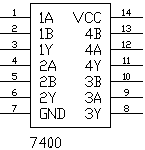 1 1A VCC 14
2 1B 4B 13
3 1Y 4A 12
4 2A 4Y 11
5 2B 3B 10
6 2Y 3A 9
7 GND 3Y 8
7400